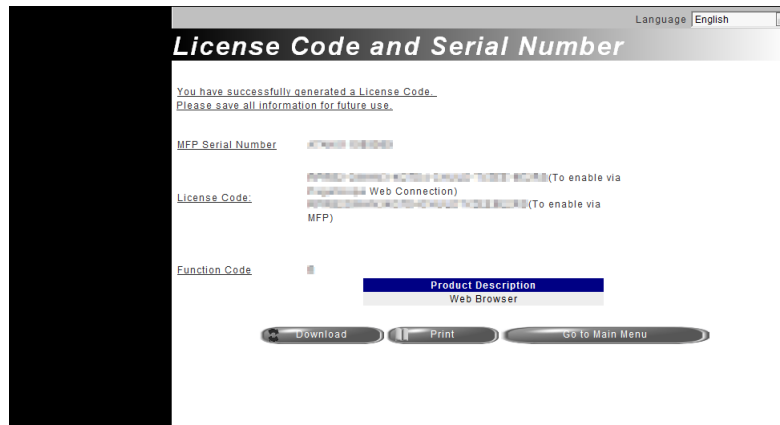 Language English
License Code and Serial Number
You have successfully generated a License Code.
Please save all information for future use.
MFP Serial Number
License Code:
(To enable via
Web Connection)
(To enable via
MFP)
Function Code
Product Description
Web Browser
Download Print Go to Main Menu